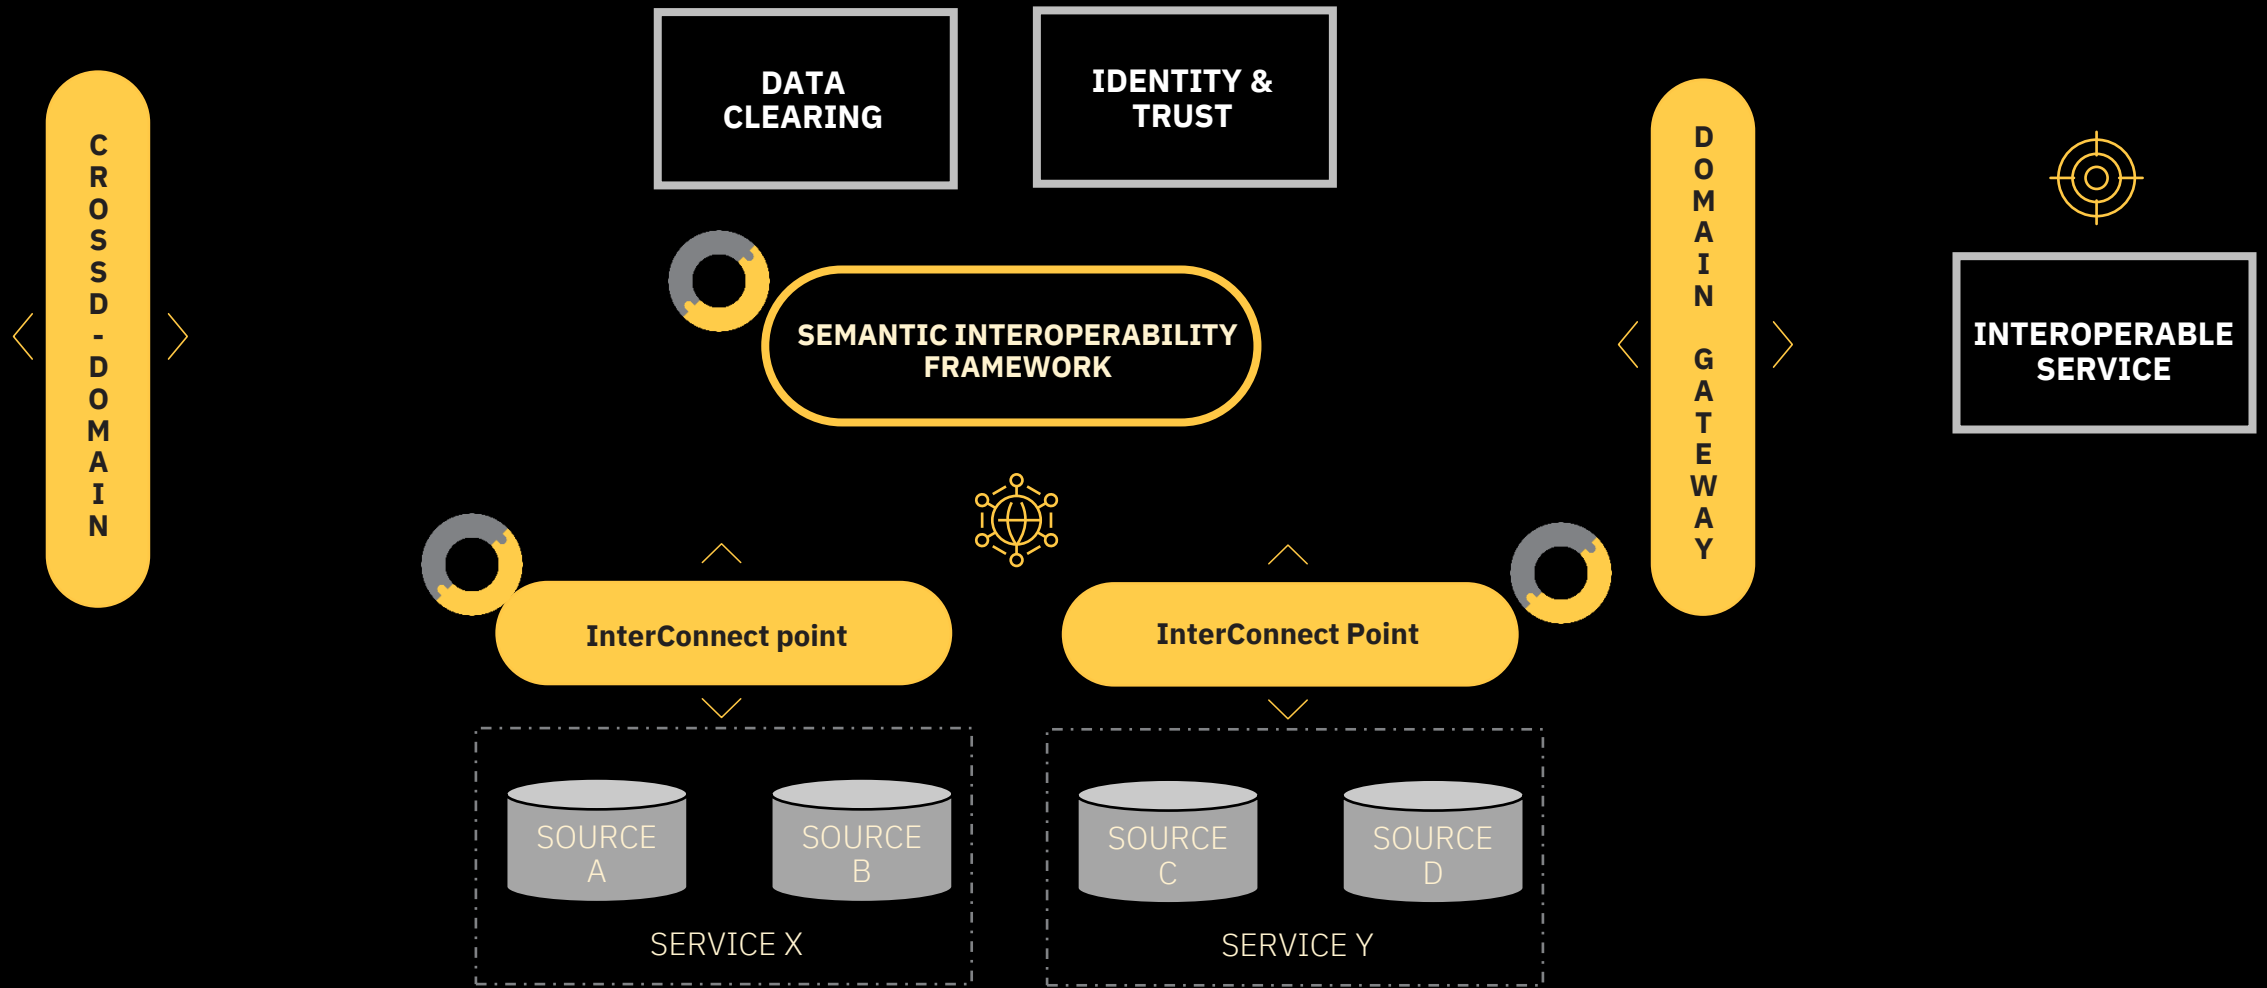 DATA
CLEARING
IDENTITY &
TRUST
CROSSD-DOMAIN
DOMAIN GATEWAY
SEMANTIC INTEROPERABILITY
FRAMEWORK
INTEROPERABLE
SERVICE
InterConnect point
InterConnect Point
SOURCE
A
SOURCE
B
SERVICE X
SOURCE
C
SOURCE
D
SERVICE Y